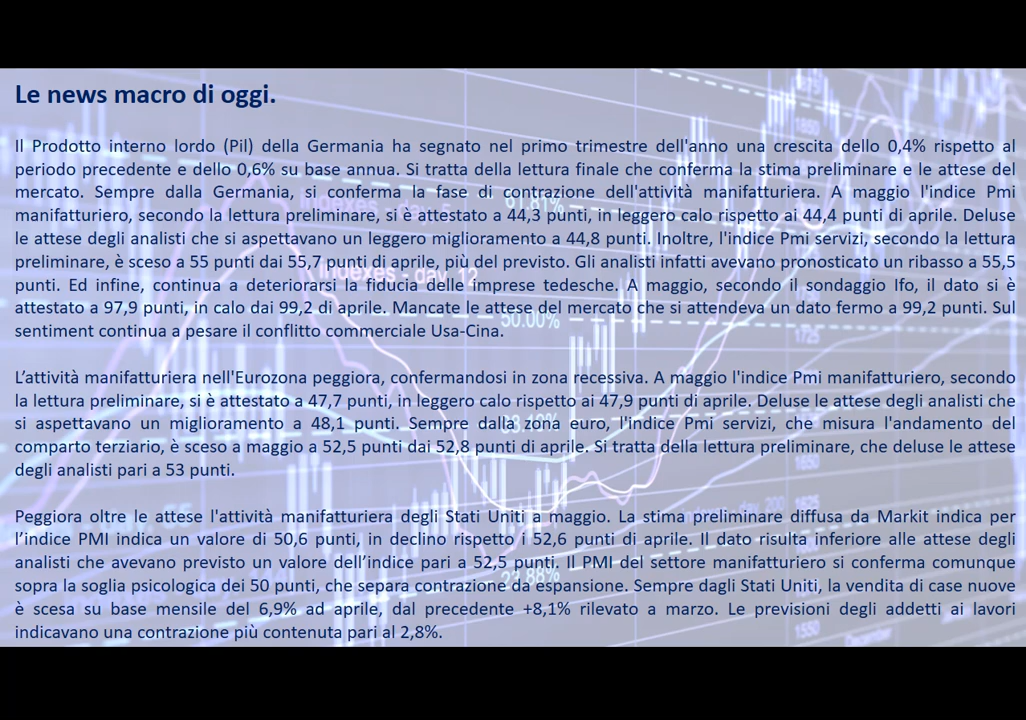 Le news macro di oggi.
Il Prodotto interno lordo (Pil) della Germania ha segnato nel primo trimestre dell'anno una crescita dello 0,4% rispetto al
periodo precedente e dello 0,6% su base annua. Si tratta della lettura finale che conferma la stima preliminare e le attese del
mercato. Sempre dalla Germania, si conferma la fase di contrazione dell'attività manifatturiera. A maggio l'indice Pmi
manifatturiero, secondo la lettura preliminare, si è attestato a 44,3 punti, in leggero calo rispetto ai 44,4 punti di aprile. Deluse
le attese degli analisti che si aspettavano un leggero miglioramento a 44,8 punti. Inoltre, l'indice Pmi servizi, secondo la lettura
preliminare, è sceso a 55 punti dai 55,7 punti di aprile, più del previsto. Gli analisti infatti avevano pronosticato un ribasso a 55,5
punti. Ed infine, continua a deteriorarsi la fiducia delle imprese tedesche. A maggio, secondo il sondaggio Ifo, il dato si è
attestato a 97,9 punti, in calo dai 99,2 di aprile. Mancate le attese del mercato che si attendeva un dato fermo a 99,2 punti. Sul
sentiment continua a pesare il conflitto commerciale Usa-Cina.
L'attività manifatturiera nell'Eurozona peggiora, confermandosi in zona recessiva. A maggio l'indice Pmi manifatturiero, secondo
la lettura preliminare, si è attestato a 47,7 punti, in leggero calo rispetto ai 47,9 punti di aprile. Deluse le attese degli analisti che
si aspettavano un miglioramento a 48,1 punti. Sempre dalla zona euro, l'indice Pmi servizi, che misura l'andamento del
comparto terziario, è sceso a maggio a 52,5 punti dai 52,8 punti di aprile. Si tratta della lettura preliminare, che deluse le attese
degli analisti pari a 53 punti.
Peggiora oltre le attese l'attività manifatturiera degli Stati Uniti a maggio. La stima preliminare diffusa da Markit indica per
l'indice PMI indica un valore di 50,6 punti, in declino rispetto i 52,6 punti di aprile. Il dato risulta inferiore alle attese degli
analisti che avevano previsto un valore dell'indice pari a 52,5 punti. Il PMI del settore manifatturiero si conferma comunque
sopra la soglia psicologica dei 50 punti, che separa contrazione da espansione. Sempre dagli Stati Uniti, la vendita di case nuove
è scesa su base mensile del 6,9% ad aprile, dal precedente +8,1% rilevato a marzo. Le previsioni degli addetti ai lavori
indicavano una contrazione più contenuta pari al 2,8%.